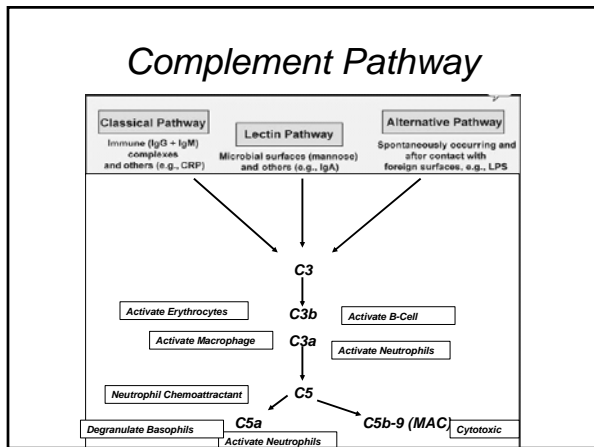 Complement Pathway
Classical Pathway
Immune (IgG + IgM)
complexes
and others (e.g., CRP)
Lectin Pathway
Microbial surfaces (mannose)
and others (e.g., IgA)
Alternative Pathway
Spontaneously occurring and
after contact with
foreign surfaces, e.g., LPS
C3
Activate Erythrocytes
C3b
Activate B-Cell
Activate Macrophage
C3a
Activate Neutrophils
C5
Neutrophil Chemoattractant
Degranulate Basophils
C5a
Activate Neutrophils
C5b-9 (MAC)
Cytotoxic